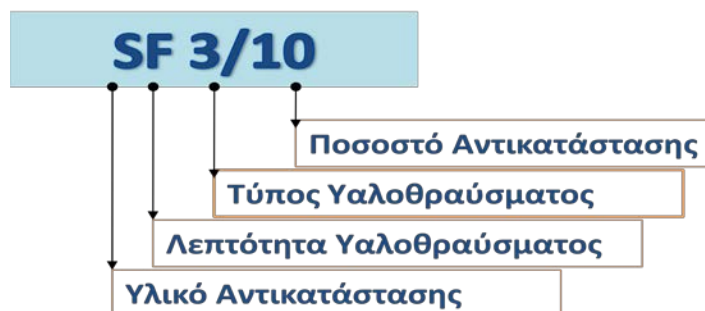 SF 3/10
Ποσοστό Αντικατάστασης
Τύπος Υαλοθραύσματος
Λεπτότητα Υαλοθραύσματος
Υλικό Αντικατάστασης